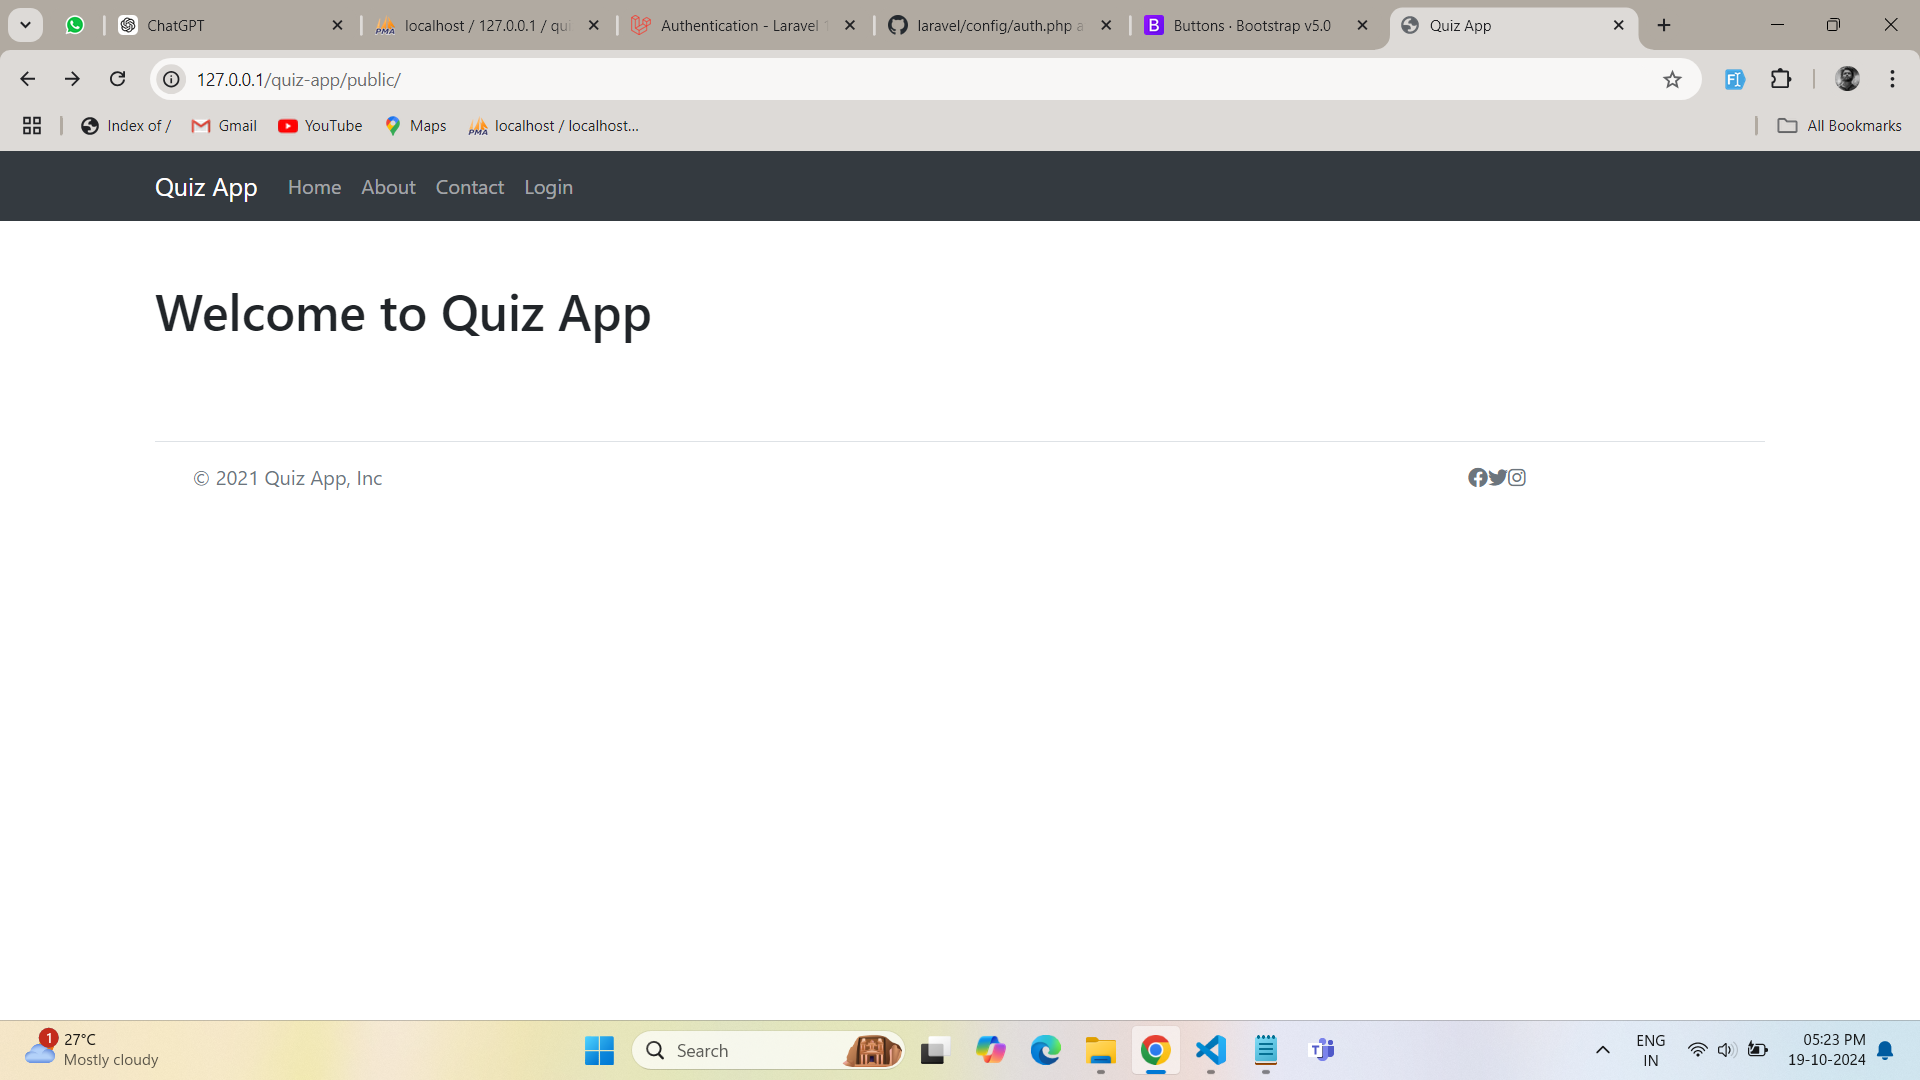 ChatGPT
localhost / 127.0.0.1 / qui
Authentication - Laravel 1
laravel/config/auth.php a
Buttons · Bootstrap v5.0
Quiz App
127.0.0.1/quiz-app/public/
Index of /
Gmail
YouTube
Maps
PMA localhost / localhost...
All Bookmarks
Quiz App Home About Contact Login
Welcome to Quiz App
© 2021 Quiz App, Inc
1 27°C
Mostly cloudy
Search
ENG
IN
05:23 PM
19-10-2024